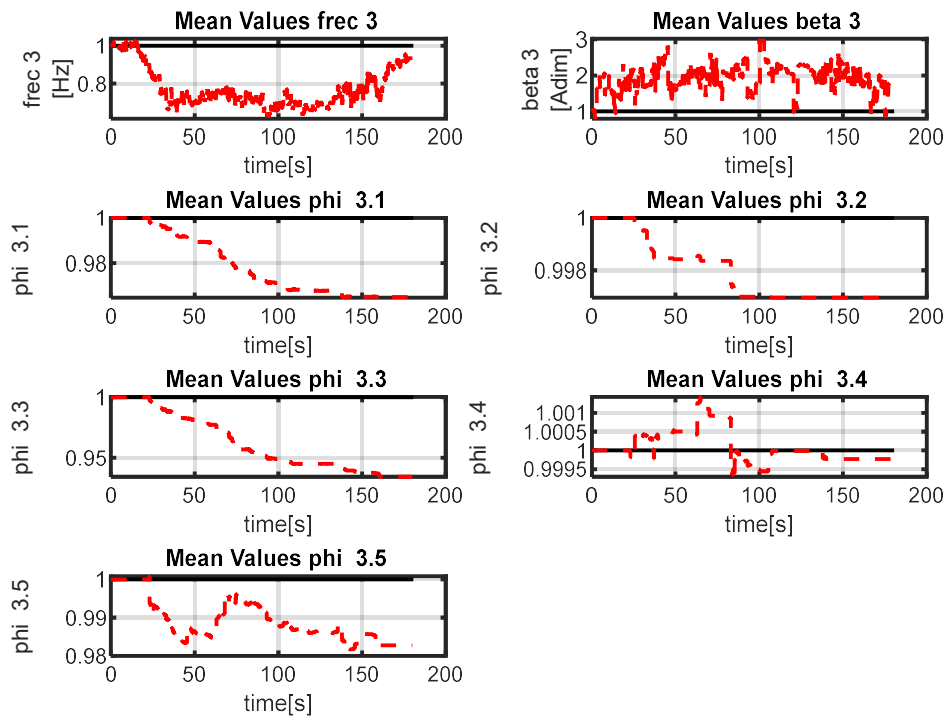 Mean Values frec 3
frec 3
[Hz]
1
0.8
0 50 100 150 200
time[s]
Mean Values beta 3
beta 3
[Adim]
3
2
1
0 50 100 150 200
time[s]
Mean Values phi 3.1
phi 3.1
1
0.98
0 50 100 150 200
time[s]
Mean Values phi 3.2
phi 3.2
1
0.998
0 50 100 150 200
time[s]
Mean Values phi 3.3
phi 3.3
1
0.95
0 50 100 150 200
time[s]
Mean Values phi 3.4
phi 3.4
1.001
1.0005
1
0.9995
0 50 100 150 200
time[s]
Mean Values phi 3.5
phi 3.5
1
0.99
0.98
0 50 100 150 200
time[s]